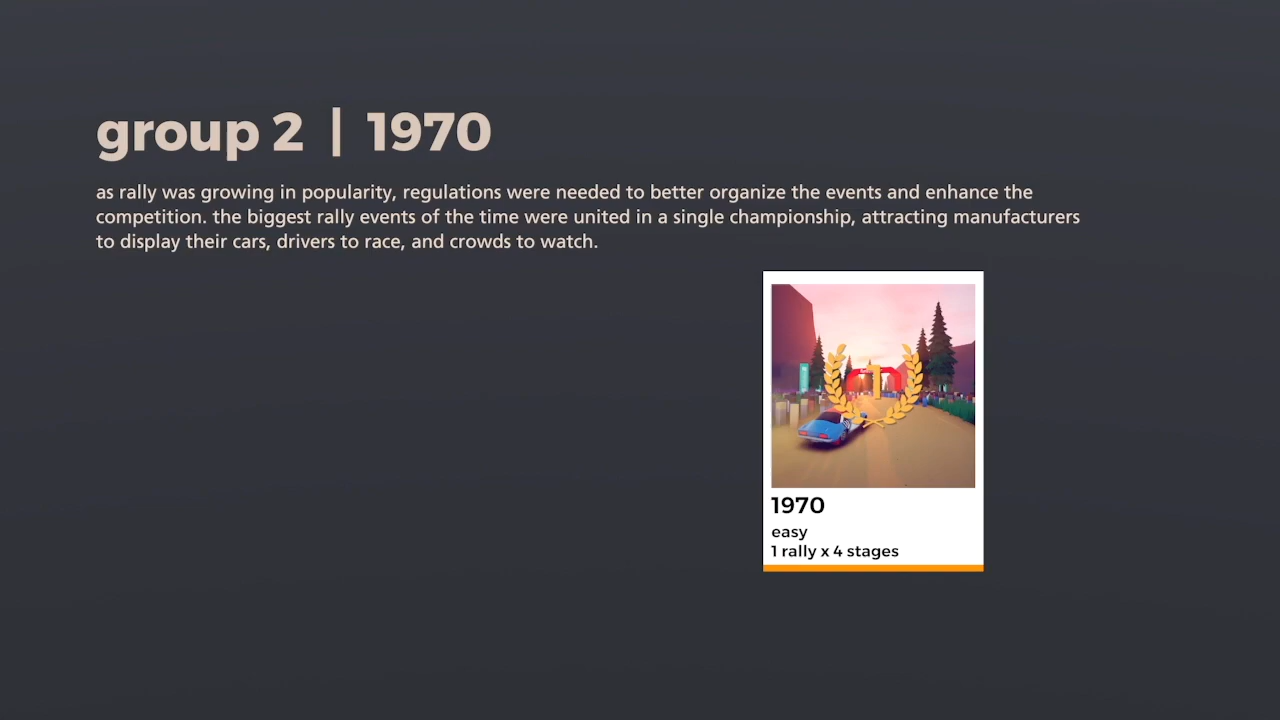 group 2 | 1970
as rally was growing in popularity, regulations were needed to better organize the events and enhance the
competition. the biggest rally events of the time were united in a single championship, attracting manufacturers
to display their cars, drivers to race, and crowds to watch.
1
1970
easy
1 rally x 4 stages